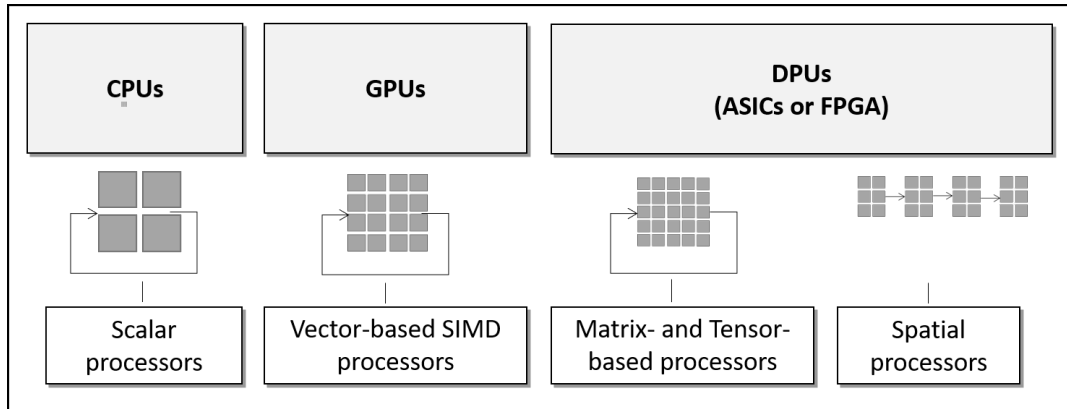 CPUs
GPUs
DPUs
(ASICs or FPGA)
Scalar
processors
Vector-based SIMD
processors
Matrix- and Tensor-
based processors
Spatial
processors